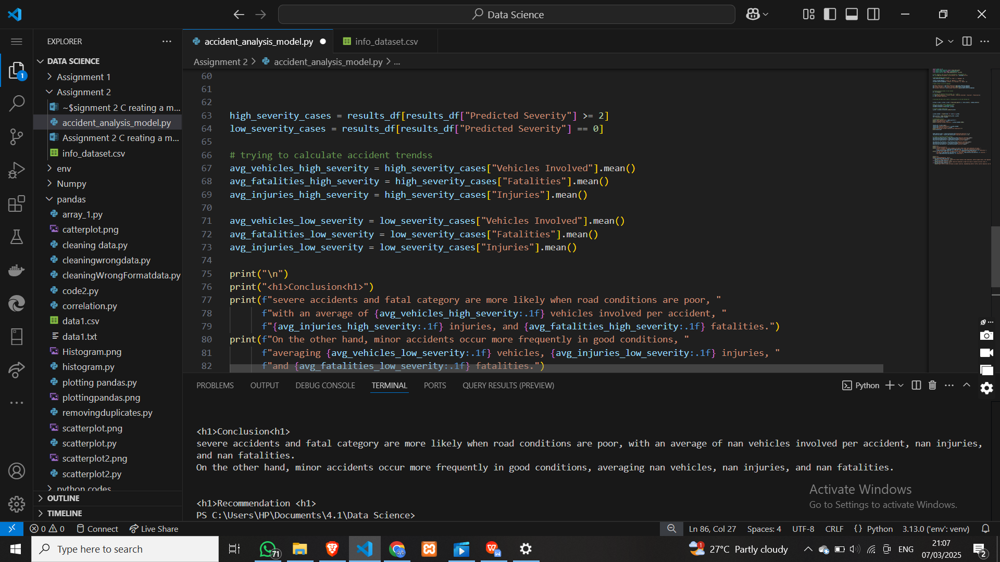 Data Science
EXPLORER
accident_analysis_model.py
info_dataset.csv
Assignment 2 > accident_analysis_model.py > ...
DATA SCIENCE
Assignment 1
Assignment 2
~$signment 2 C reating a m...
accident_analysis_model.py
Assignment 2 C reating a m...
info_dataset.csv
env
Numpy
pandas
array_1.py
catterplot.png
cleaning data.py
cleaningwrongdata.py
cleaningWrongFormatdata.py
code2.py
correlation.py
data1.csv
data1.txt
Histogram.png
histogram.py
plotting pandas.py
plottingpandas.png
removingduplicates.py
scatterplot.png
scatterplot.py
scatterplot2.png
scatterplot2.py
python codes
OUTLINE
TIMELINE
1
60
61
62
63 high_severity_cases = results_df[results_df["Predicted Severity"] >= 2]
64 low_severity_cases = results_df[results_df["Predicted Severity"] == 0]
65
66 # trying to calculate accident trendss
67 avg_vehicles_high_severity = high_severity_cases["Vehicles Involved"].mean()
68 avg_fatalities_high_severity = high_severity_cases["Fatalities"].mean()
69 avg_injuries_high_severity = high_severity_cases["Injuries"].mean()
70
71 avg_vehicles_low_severity = low_severity_cases["Vehicles Involved"].mean()
72 avg_fatalities_low_severity = low_severity_cases["Fatalities"].mean()
73 avg_injuries_low_severity = low_severity_cases["Injuries"].mean()
74
75 print("\n")
76 print("<h1>Conclusion<h1>")
77 print(f"severe accidents and fatal category are more likely when road conditions are poor, "
78 f"with an average of {avg_vehicles_high_severity:.1f} vehicles involved per accident, "
79 f"{avg_injuries_high_severity:.1f} injuries, and {avg_fatalities_high_severity:.1f} fatalities.")
80 print(f"On the other hand, minor accidents occur more frequently in good conditions, "
81 f"averaging {avg_vehicles_low_severity:.1f} vehicles, {avg_injuries_low_severity:.1f} injuries, "
82 f"and {avg_fatalities_low_severity:.1f} fatalities.")
PROBLEMS OUTPUT DEBUG CONSOLE TERMINAL PORTS QUERY RESULTS (PREVIEW)
Python
<h1>Conclusion<h1>
severe accidents and fatal category are more likely when road conditions are poor, with an average of nan vehicles involved per accident, nan injuries,
and nan fatalities.
On the other hand, minor accidents occur more frequently in good conditions, averaging nan vehicles, nan injuries, and nan fatalities.
<h1>Recommendation <h1>
PS C:\Users\HP\Documents\4.1\Data Science>
Activate Windows
Go to Settings to activate Windows.
0 0 Connect Live Share
Ln 86, Col 27 Spaces: 4 UTF-8 CRLF {} Python 3.13.0 ('env': venv)
Type here to search
71
1
27°C Partly cloudy
ENG
21:07
07/03/2025
2